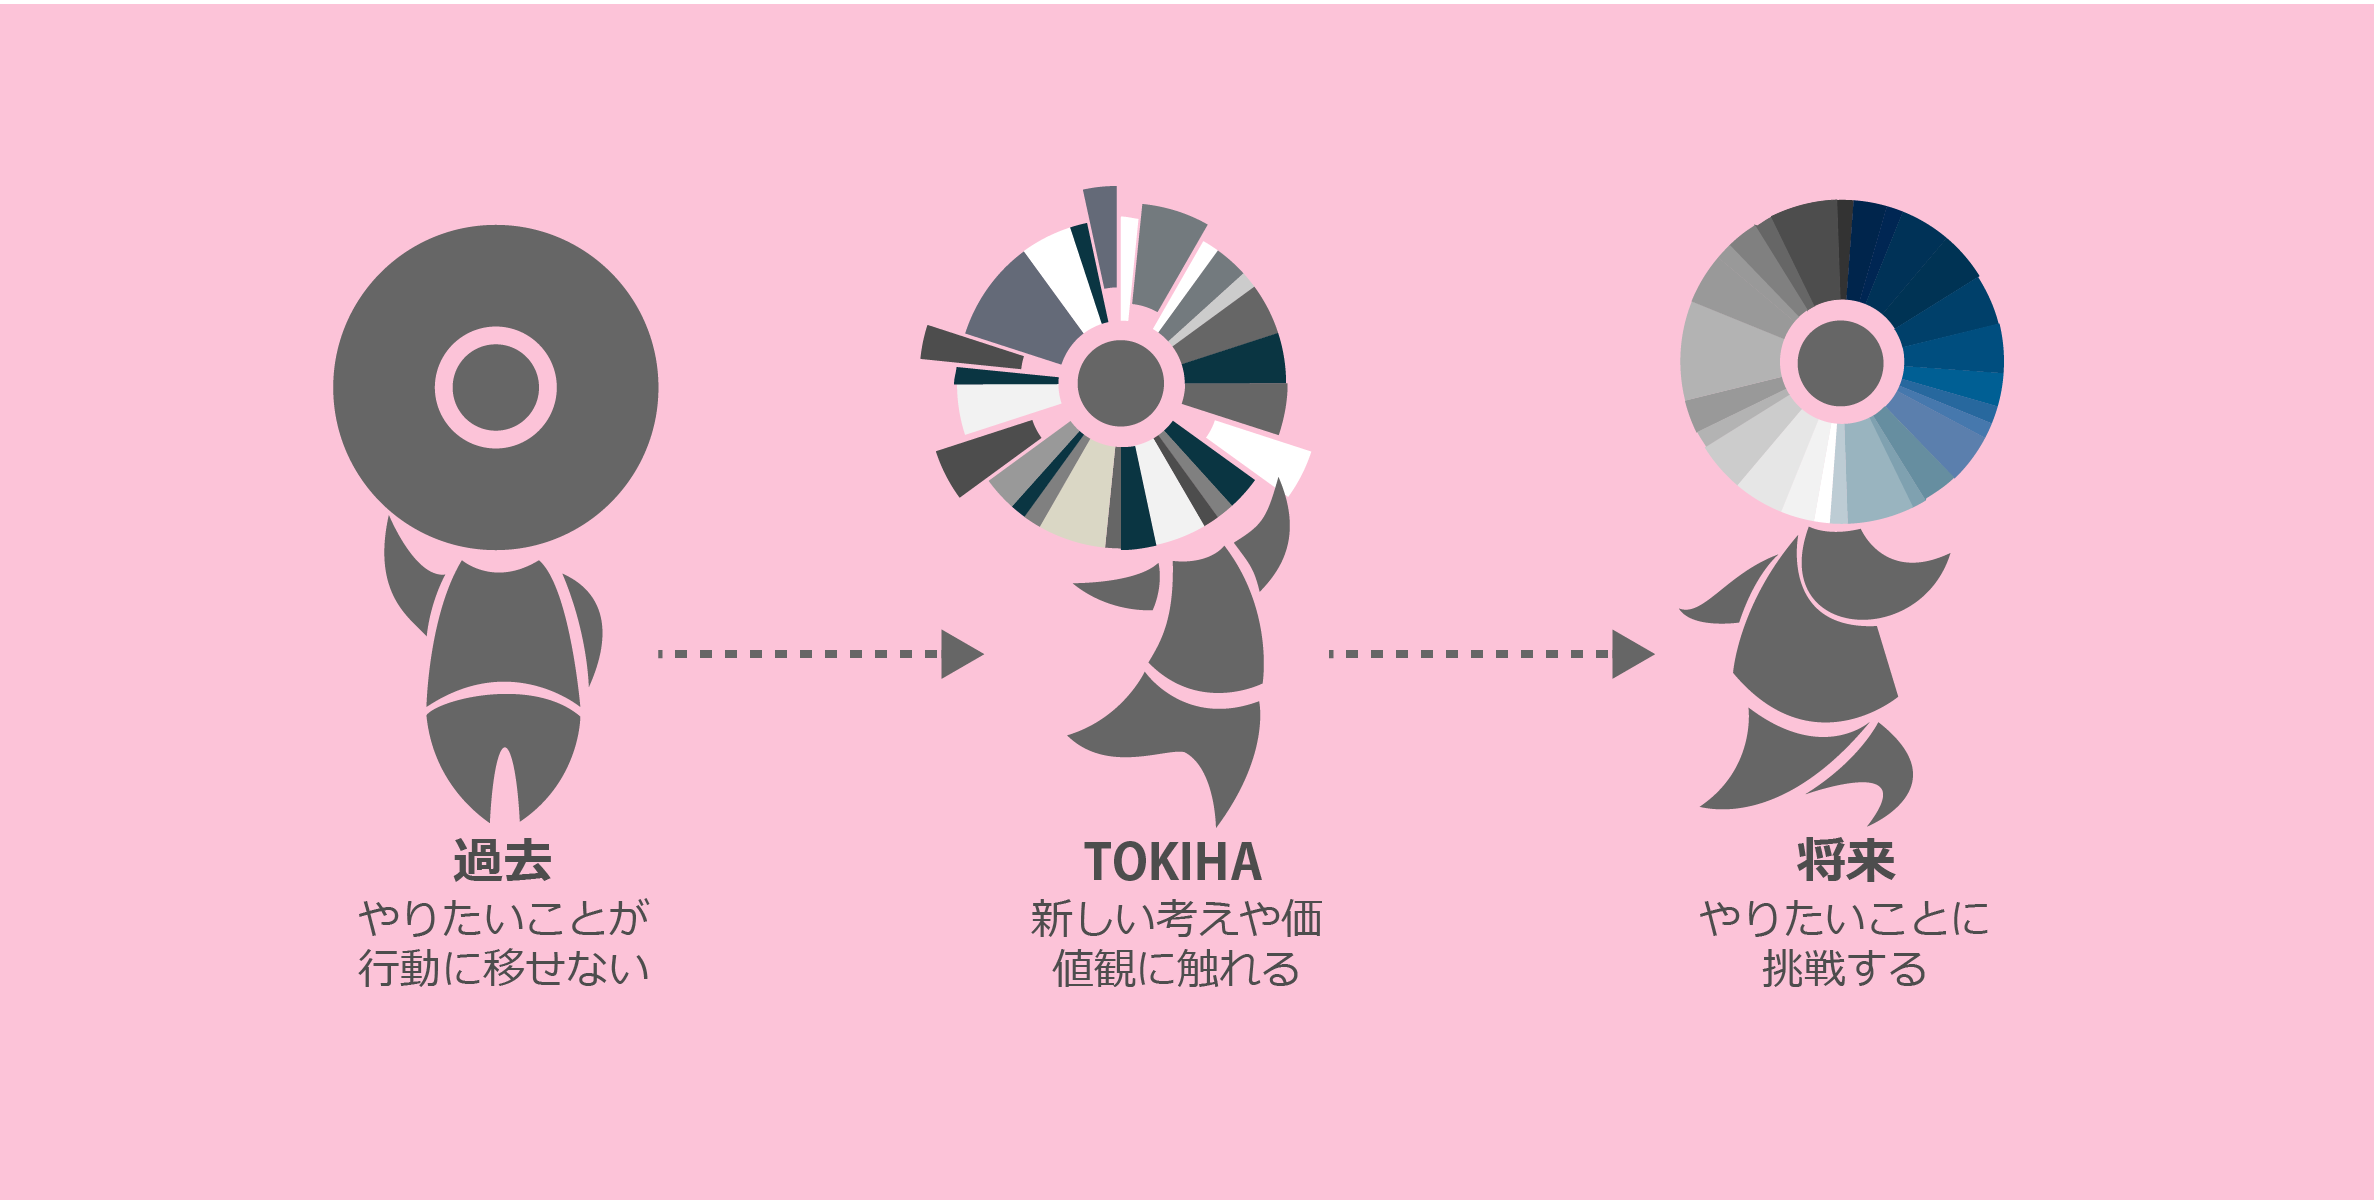 過去
やりたいことが
行動に移せない
TOKIHA
新しい考えや価
値観に触れる
将来
やりたいことに
挑戦する